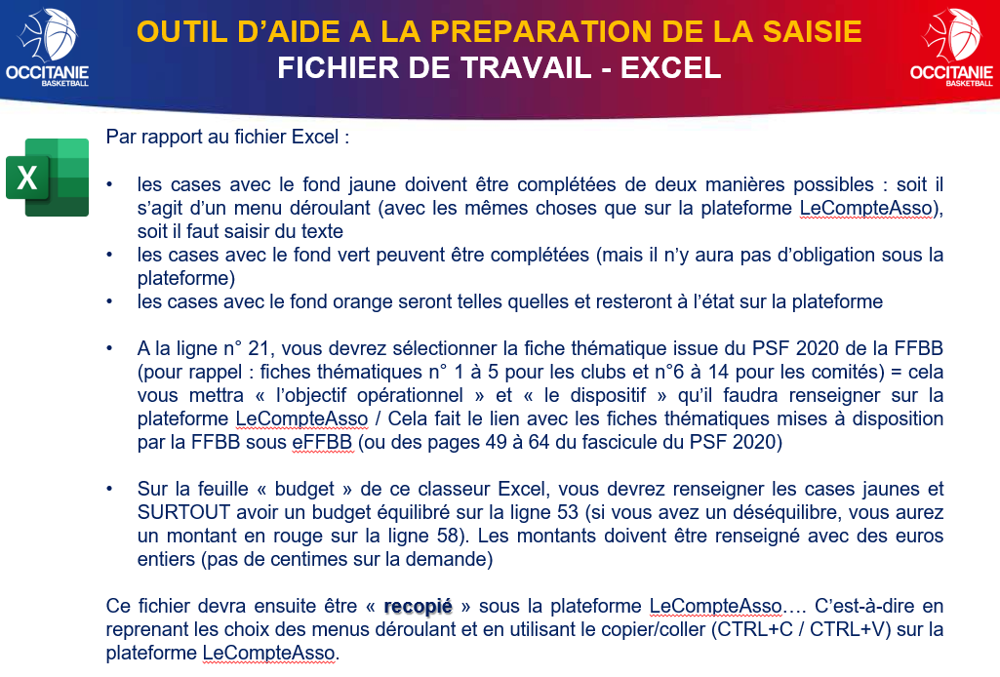 OUTIL D’AIDE A LA PREPARATION DE LA SAISIE
FICHIER DE TRAVAIL - EXCEL
OCCITANIE
BASKETBALL
OCCITANIE
BASKETBALL
X
Par rapport au fichier Excel :
• les cases avec le fond jaune doivent être complétées de deux manières possibles : soit il
s’agit d’un menu déroulant (avec les mêmes choses que sur la plateforme LeCompteAsso),
soit il faut saisir du texte
• les cases avec le fond vert peuvent être complétées (mais il n’y aura pas d’obligation sous la
plateforme)
• les cases avec le fond orange seront telles quelles et resteront à l’état sur la plateforme
• A la ligne n° 21, vous devrez sélectionner la fiche thématique issue du PSF 2020 de la FFBB
(pour rappel : fiches thématiques n° 1 à 5 pour les clubs et n°6 à 14 pour les comités) = cela
vous mettra « l’objectif opérationnel » et « le dispositif » qu’il faudra renseigner sur la
plateforme LeCompteAsso / Cela fait le lien avec les fiches thématiques mises à disposition
par la FFBB sous eFFBB (ou des pages 49 à 64 du fascicule du PSF 2020)
• Sur la feuille « budget » de ce classeur Excel, vous devrez renseigner les cases jaunes et
SURTOUT avoir un budget équilibré sur la ligne 53 (si vous avez un déséquilibre, vous aurez
un montant en rouge sur la ligne 58). Les montants doivent être renseigné avec des euros
entiers (pas de centimes sur la demande)
Ce fichier devra ensuite être « recopié » sous la plateforme LeCompteAsso…. C’est-à-dire en
reprenant les choix des menus déroulant et en utilisant le copier/coller (CTRL+C / CTRL+V) sur la
plateforme LeCompteAsso.